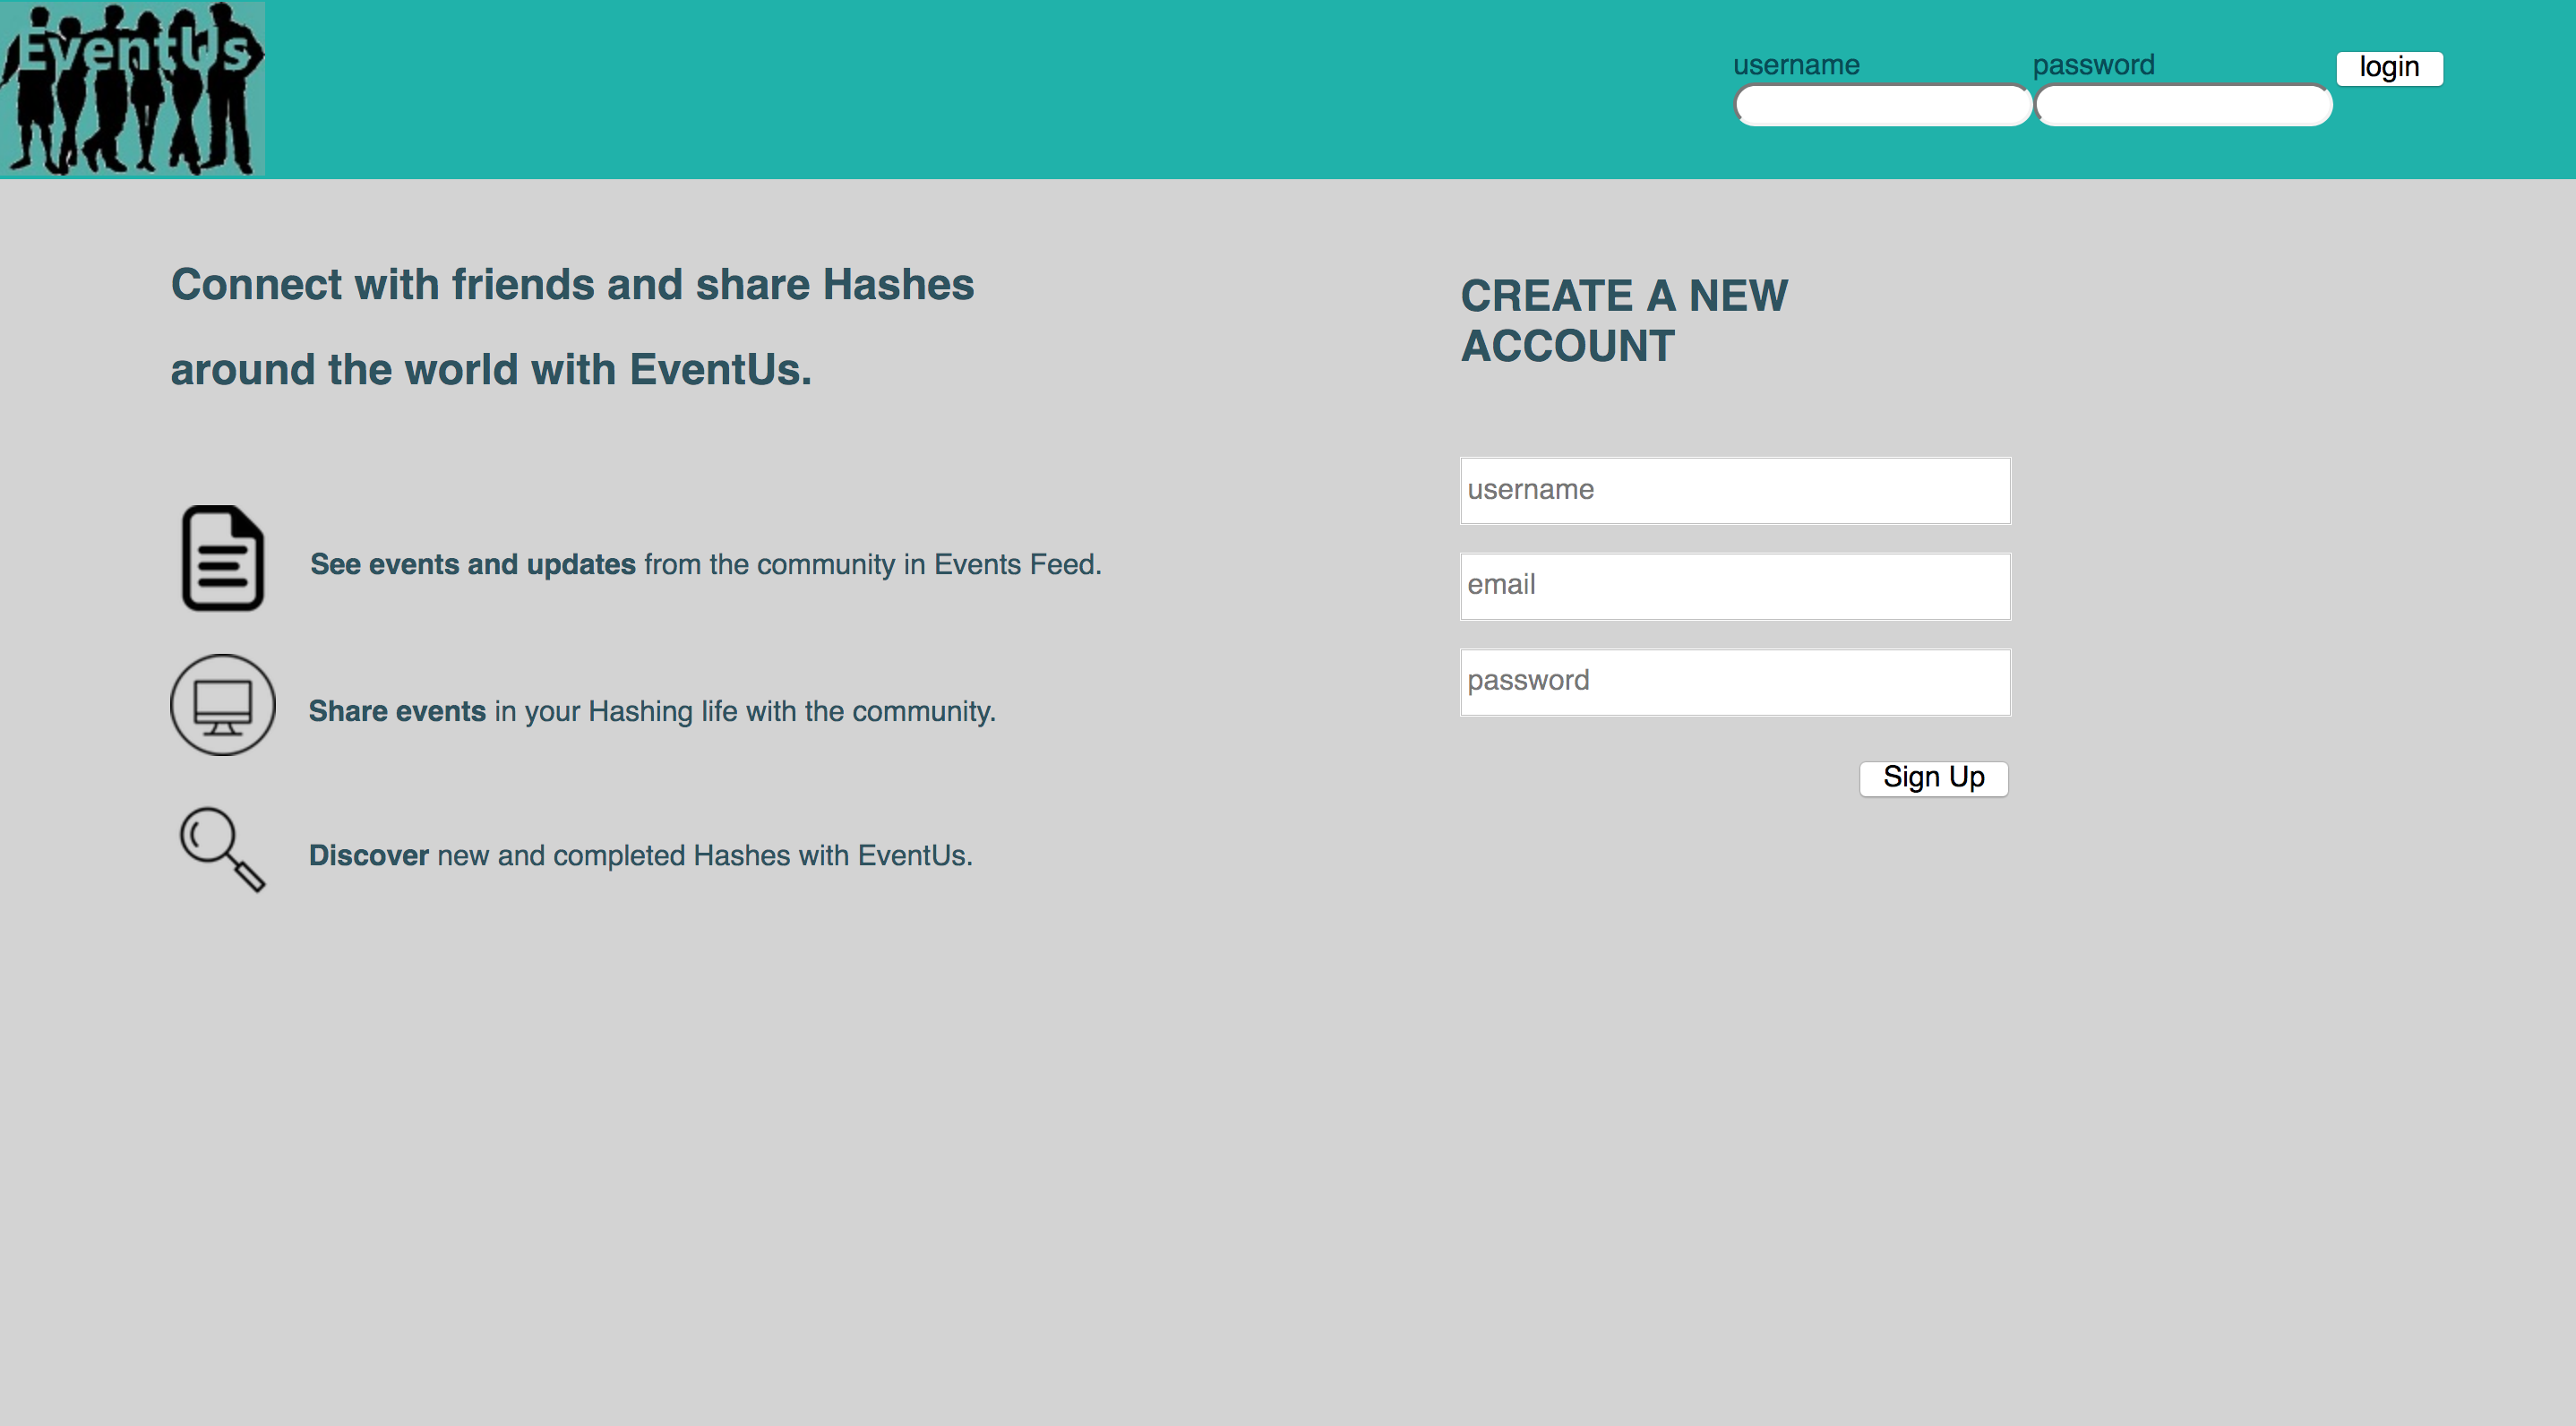 EventUs
username password login
Connect with friends and share Hashes
around the world with EventUs.
See events and updates from the community in Events Feed.
Share events in your Hashing life with the community.
Discover new and completed Hashes with EventUs.
CREATE A NEW
ACCOUNT
username
email
password
Sign Up